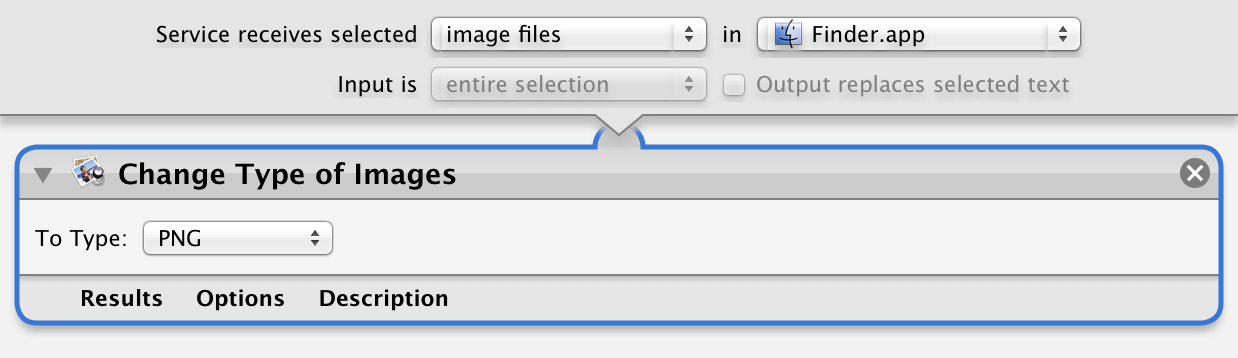 Service receives selected image files in Finder.app
Input is entire selection Output replaces selected text
Change Type of Images
To Type: PNG
Results Options Description